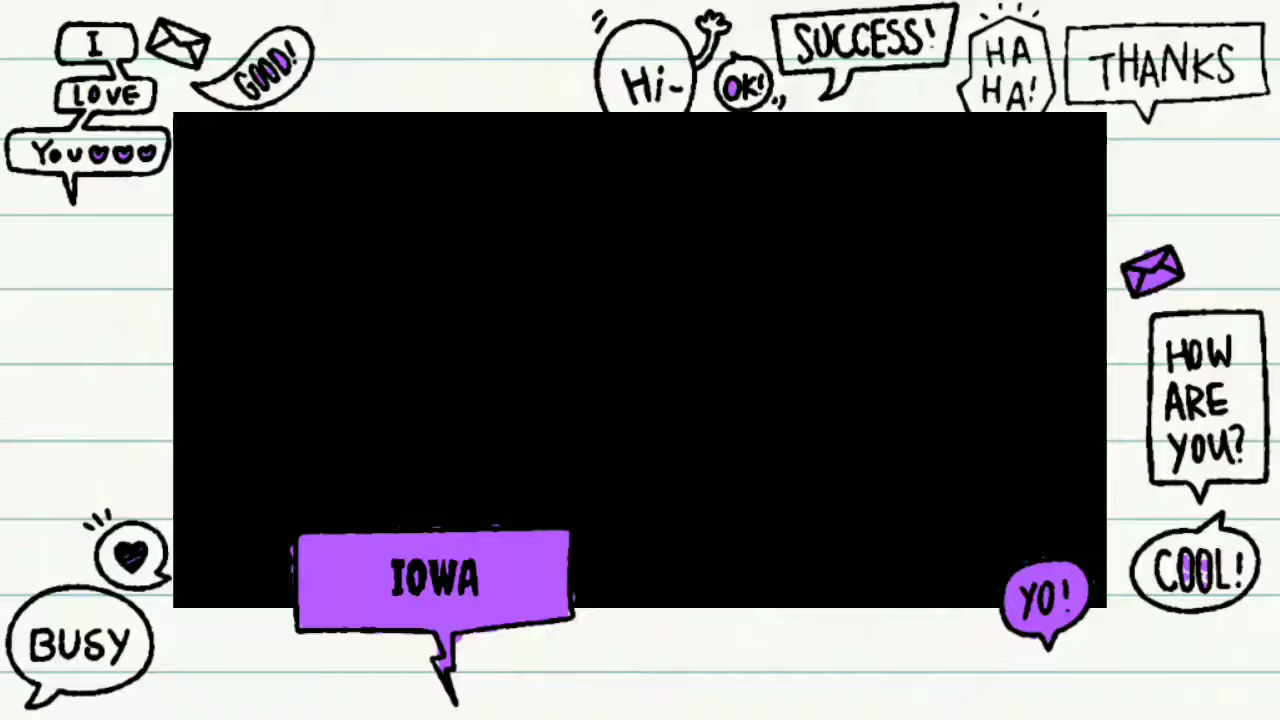 I
LOVE
You
GOOD!
Hi-
OK!
SUCCESS!
HA
HA!
THANKS
HOW
ARE
YOU?
COOL!
IOWA
YO!
BUSY